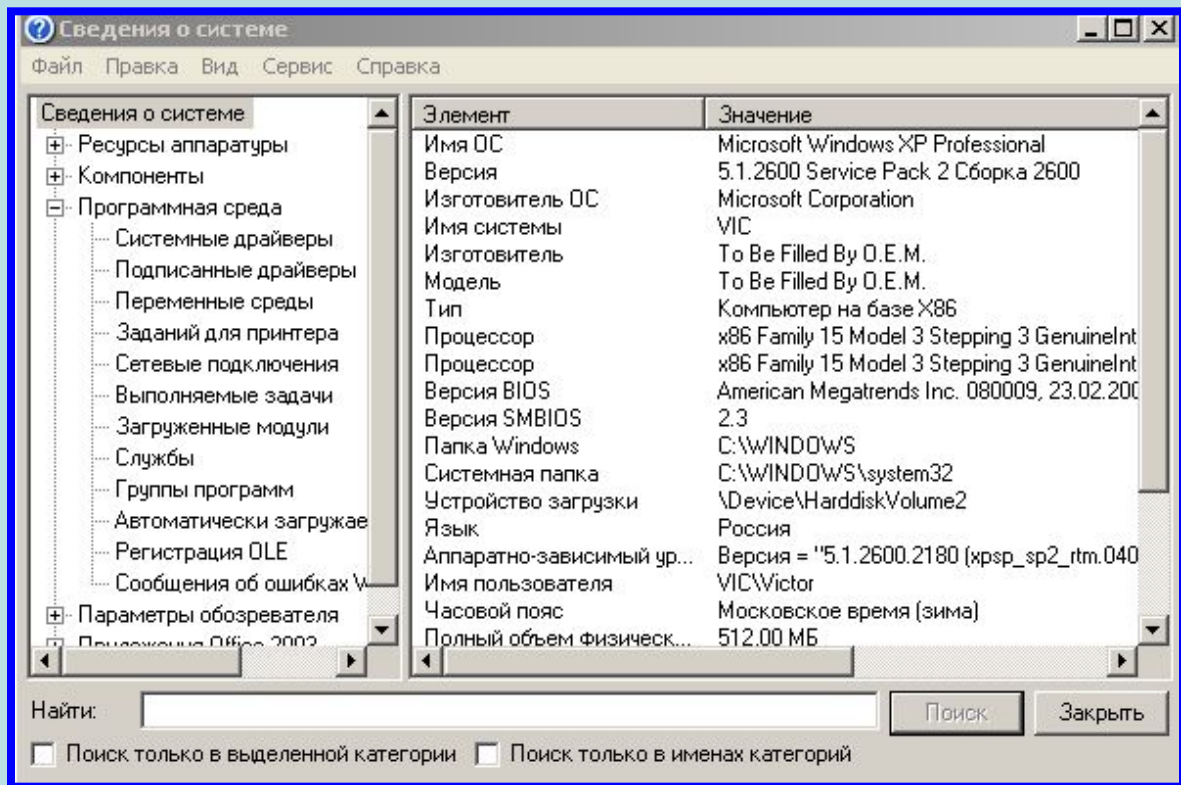 Сведения о системе
Файл Правка Вид Сервис Справка
Сведения о системе
Ресурсы аппаратуры
Компоненты
Программная среда
Системные драйверы
Подписанные драйверы
Переменные среды
Заданий для принтера
Сетевые подключения
Выполняемые задачи
Загруженные модули
Службы
Группы программ
Автоматически загружае
Регистрация OLE
Сообщения об ошибках W
Параметры обозревателя
Приложения Office 2003
Элемент Значение
Имя ОС Microsoft Windows XP Professional
Версия 5.1.2600 Service Pack 2 Сборка 2600
Изготовитель ОС Microsoft Corporation
Имя системы VIC
Изготовитель To Be Filled By O.E.M.
Модель To Be Filled By O.E.M.
Тип Компьютер на базе X86
Процессор x86 Family 15 Model 3 Stepping 3 GenuineInt
Процессор x86 Family 15 Model 3 Stepping 3 GenuineInt
Версия BIOS American Megatrends Inc. 080009, 23.02.200
Версия SMBIOS 2.3
Папка Windows C:\WINDOWS
Системная папка C:\WINDOWS\system32
Устройство загрузки \Device\HarddiskVolume2
Язык Россия
Аппаратно-зависимый ур... Версия = "5.1.2600.2180 (xpsp_sp2_rtm.040
Имя пользователя VIC\Victor
Часовой пояс Московское время (зима)
Полный объем физическ... 512,00 МБ
Найти: Поиск Закрыть
Поиск только в выделенной категории Поиск только в именах категорий